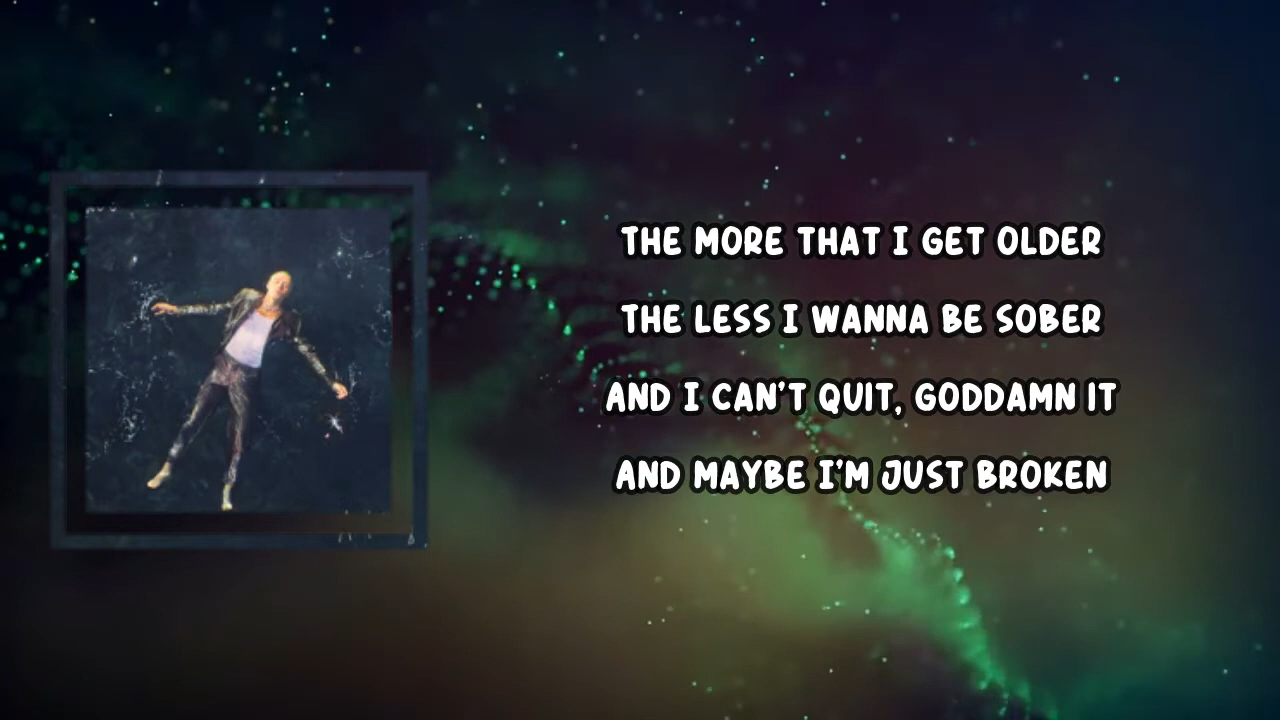 THE MORE THAT I GET OLDER
THE LESS I WANNA BE SOBER
AND I CAN'T QUIT, GODDAMN IT
AND MAYBE I'M JUST BROKEN